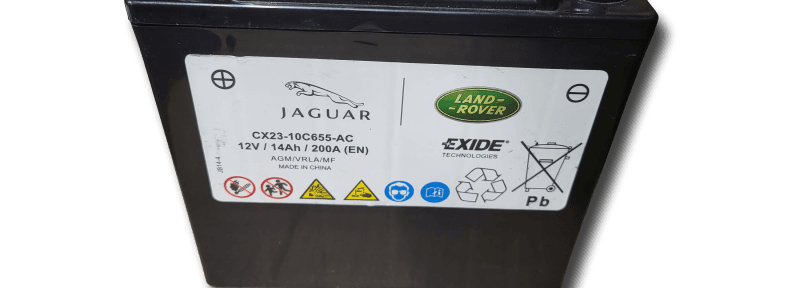 JAGUAR
LAND-
-ROVER
CX23-10C655-AC
12V / 14Ah / 200A (EN)
AGM/VRLA/MF
MADE IN CHINA
EXIDE
TECHNOLOGIES
Pb